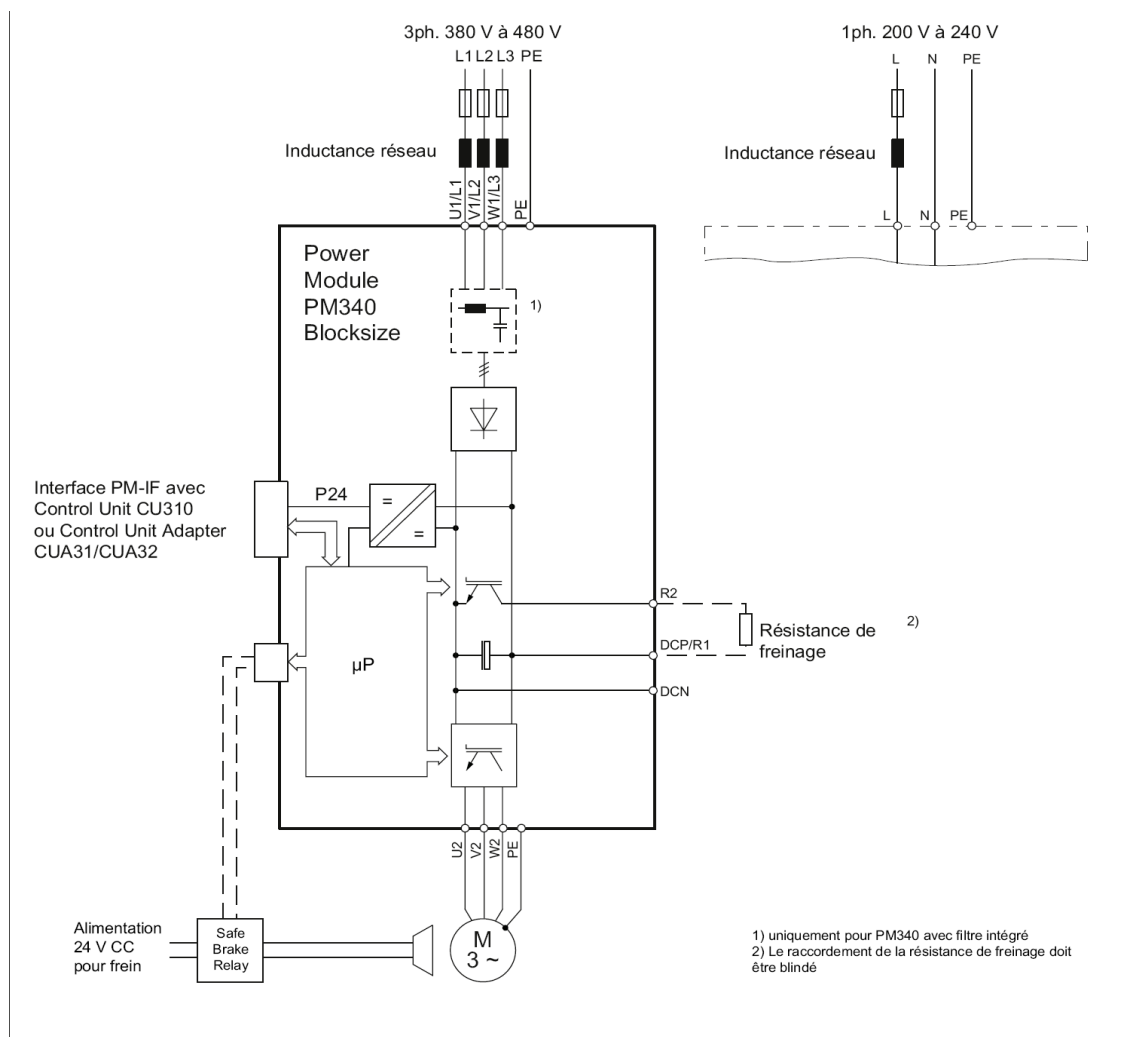 3ph. 380 V à 480 V
L1 L2 L3 PE
1ph. 200 V à 240 V
L N PE
Inductance réseau
Inductance réseau
U1/L1
V1/L2
W1/L3
PE
L N PE
Power
Module
PM340
Blocksize
1)
Interface PM-IF avec
Control Unit CU310
ou Control Unit Adapter
CUA31/CUA32
P24
=
=
R2
Résistance de
freinage
2)
DCP/R1
µP
DCN
U2
V2
W2
PE
Alimentation
24 V CC
pour frein
Safe
Brake
Relay
M
3 ~
1) uniquement pour PM340 avec filtre intégré
2) Le raccordement de la résistance de freinage doit
être blindé